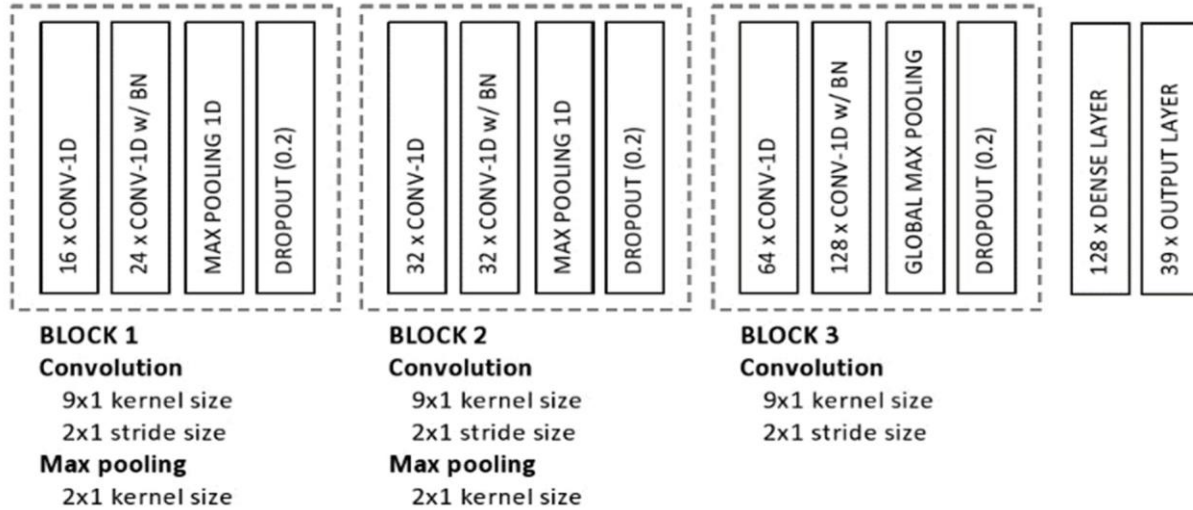 16 x CONV-1D
24 x CONV-1D w/ BN
MAX POOLING 1D
DROPOUT (0.2)
32 x CONV-1D
32 x CONV-1D w/ BN
MAX POOLING 1D
DROPOUT (0.2)
64 x CONV-1D
128 x CONV-1D w/ BN
GLOBAL MAX POOLING
DROPOUT (0.2)
128 x DENSE LAYER
39 x OUTPUT LAYER
BLOCK 1
Convolution
9x1 kernel size
2x1 stride size
Max pooling
2x1 kernel size
BLOCK 2
Convolution
9x1 kernel size
2x1 stride size
Max pooling
2x1 kernel size
BLOCK 3
Convolution
9x1 kernel size
2x1 stride size